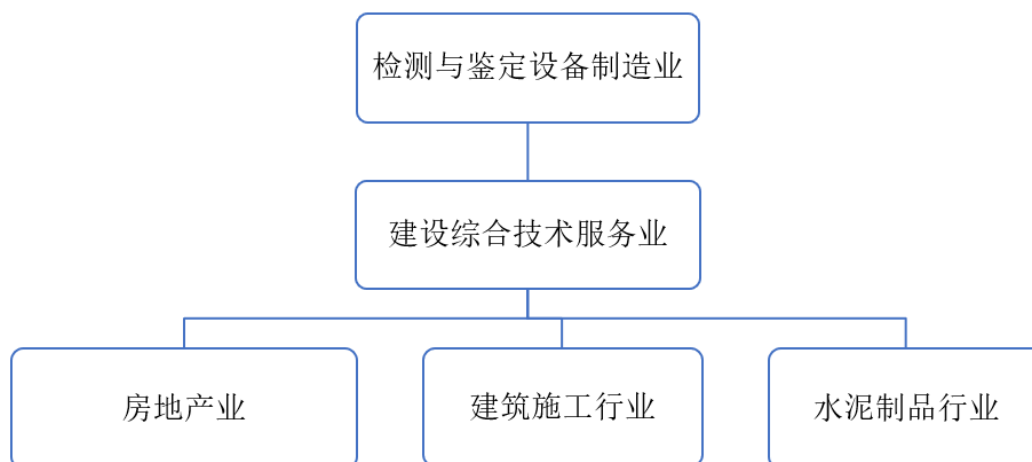 检测与鉴定设备制造业
建设综合技术服务业
房地产业
建筑施工行业
水泥制品行业